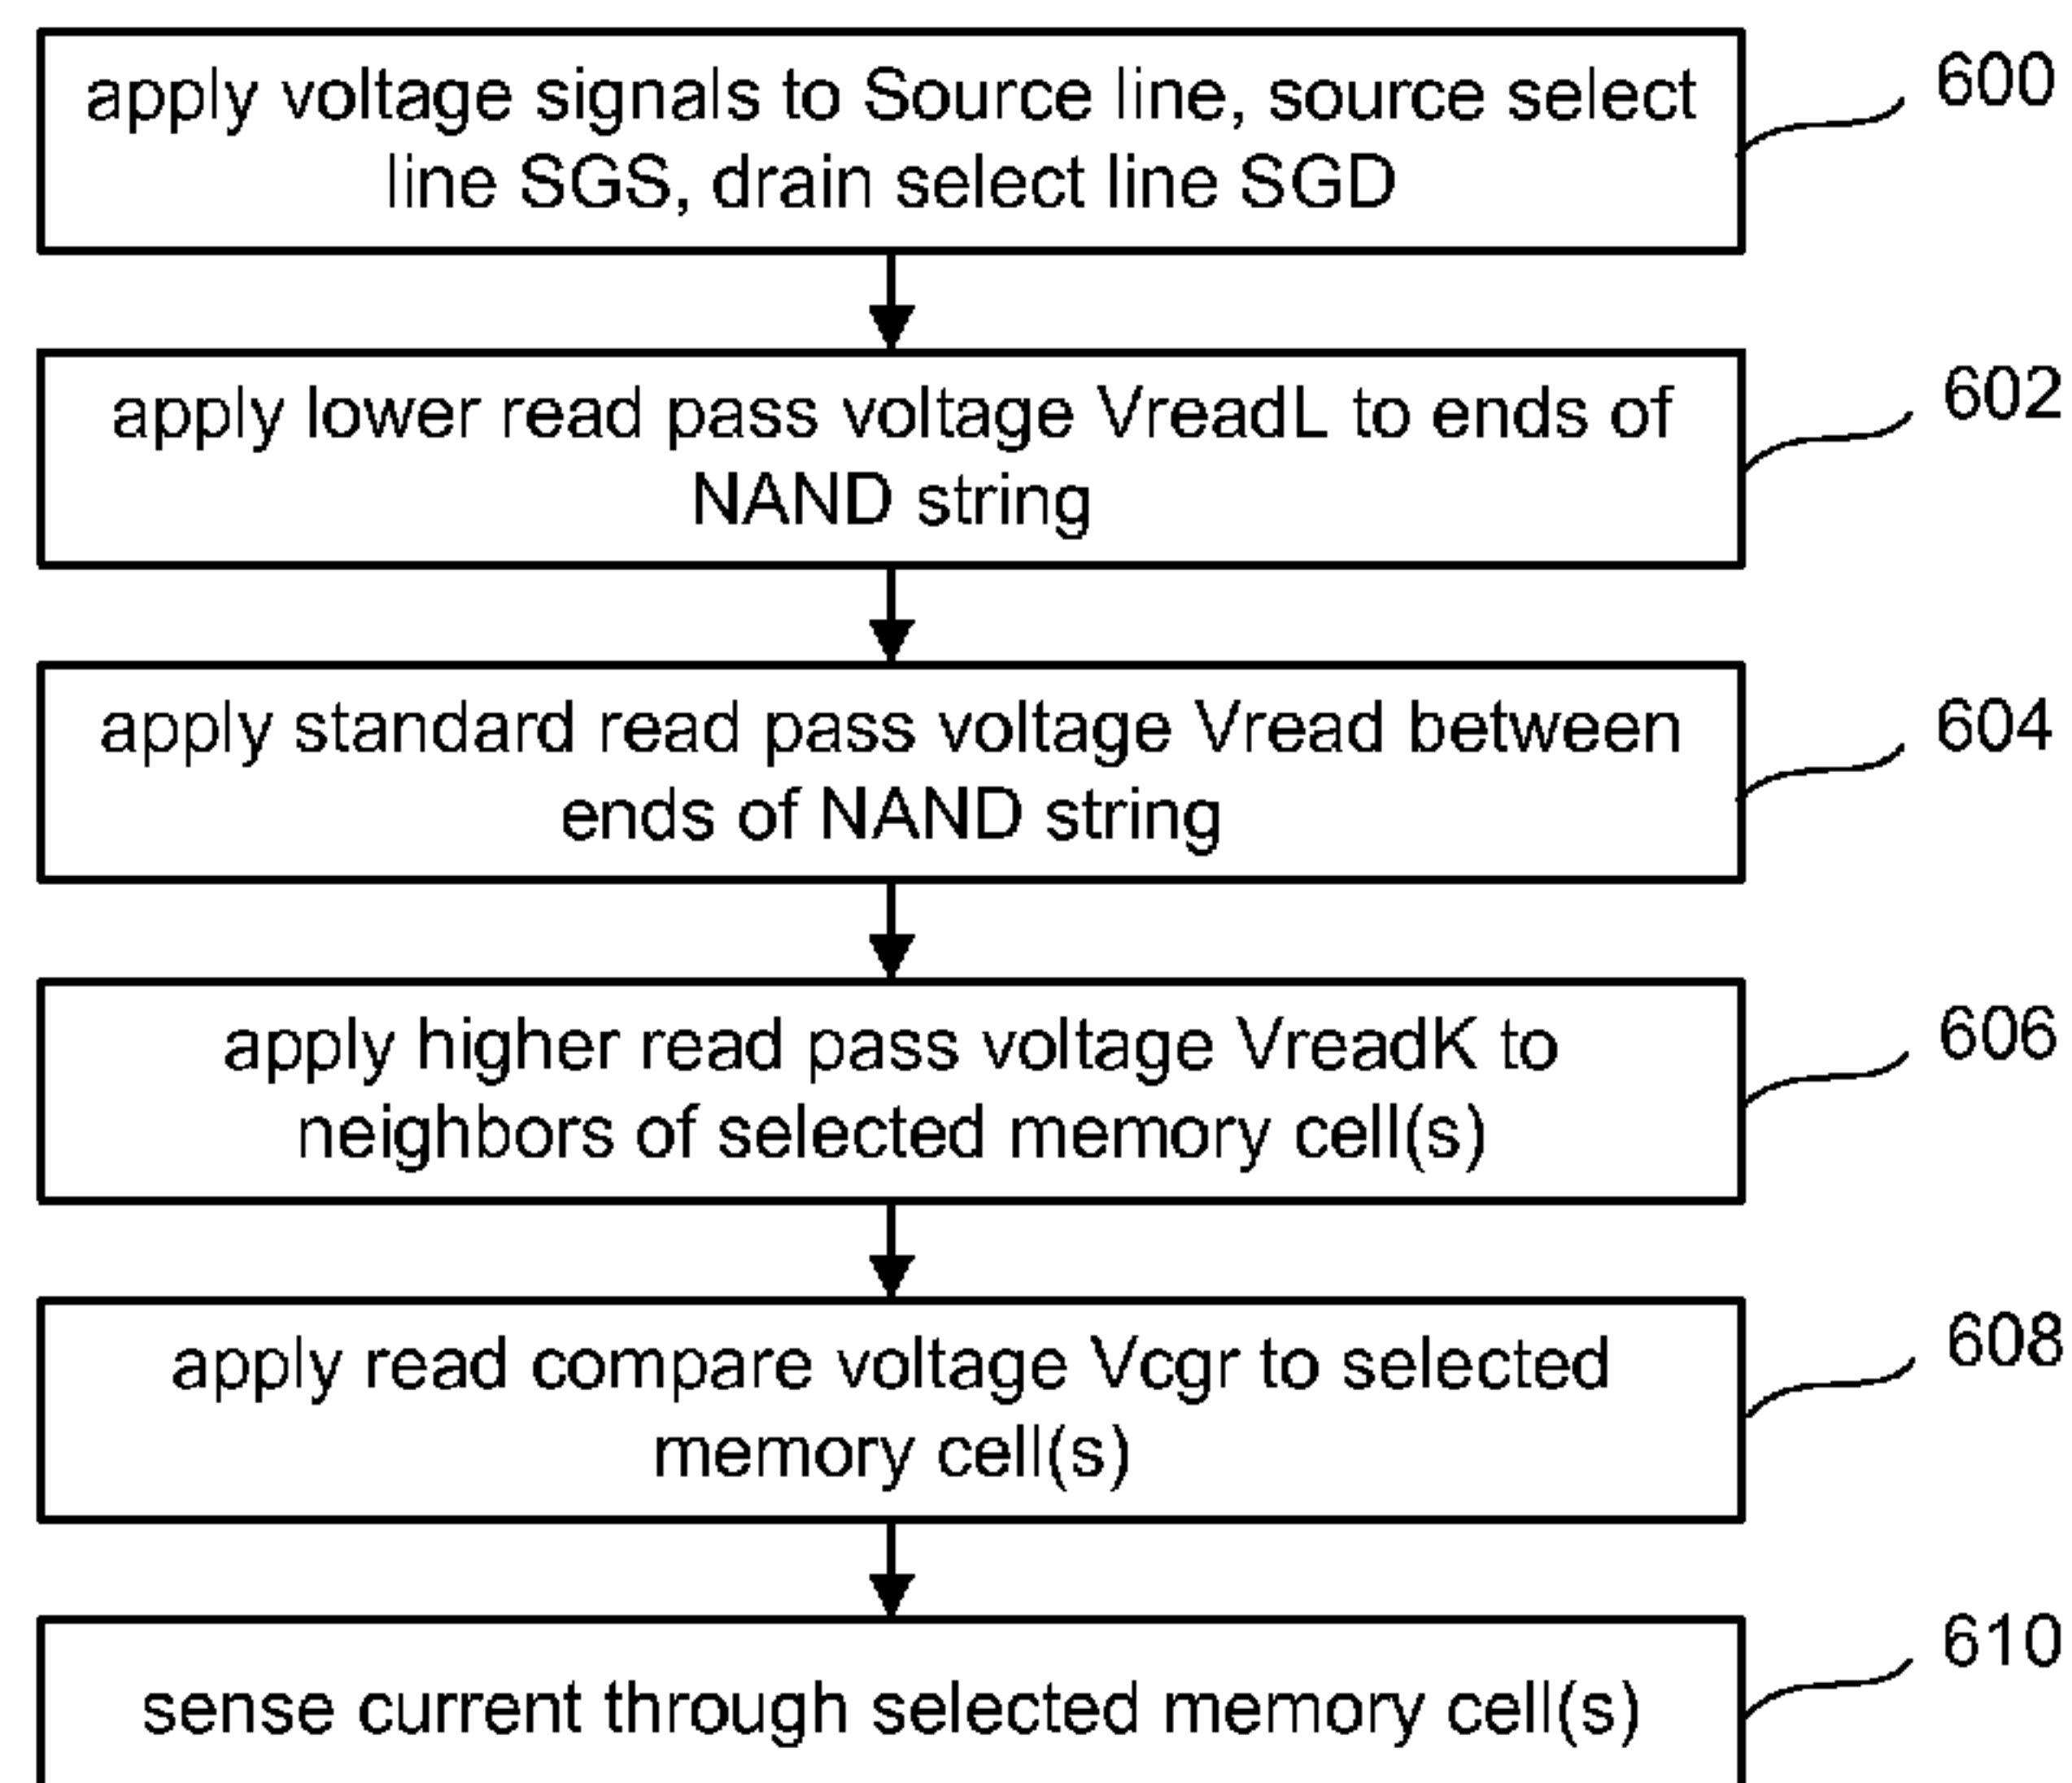 apply voltage signals to Source line, source select
line SGS, drain select line SGD
600
apply lower read pass voltage VreadL to ends of
NAND string
602
apply standard read pass voltage Vread between
ends of NAND string
604
apply higher read pass voltage VreadK to
neighbors of selected memory cell(s)
606
apply read compare voltage Vcgr to selected
memory cell(s)
608
sense current through selected memory cell(s)
610